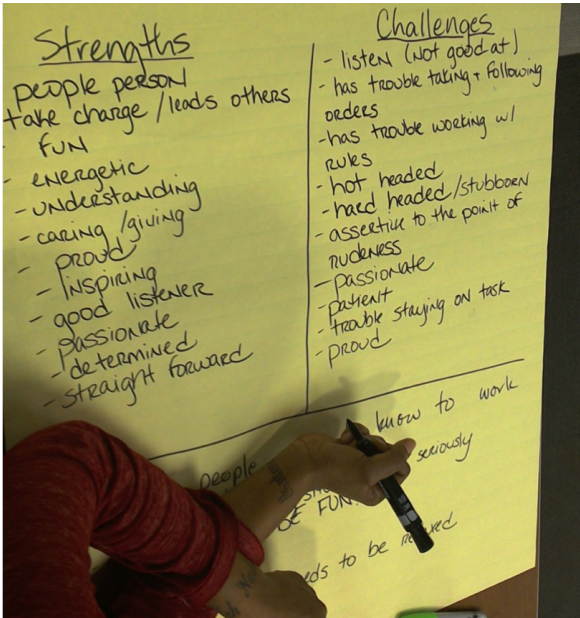 Strengths
people person
take charge/leads others
- FUN
- energetic
- understanding
- caring/giving
- proud
- Inspiring
- good listener
- passionate
- determined
- straight forward
Challenges
- listen (Not good at)
- has trouble taking + following
orders
- has trouble working w/
rules
- hot headed
- hard headed/stubborn
- assertive to the point of
rudeness
- passionate
- patient
- trouble staying on task
- proud
people know to work
seriously
BE FUN
to be